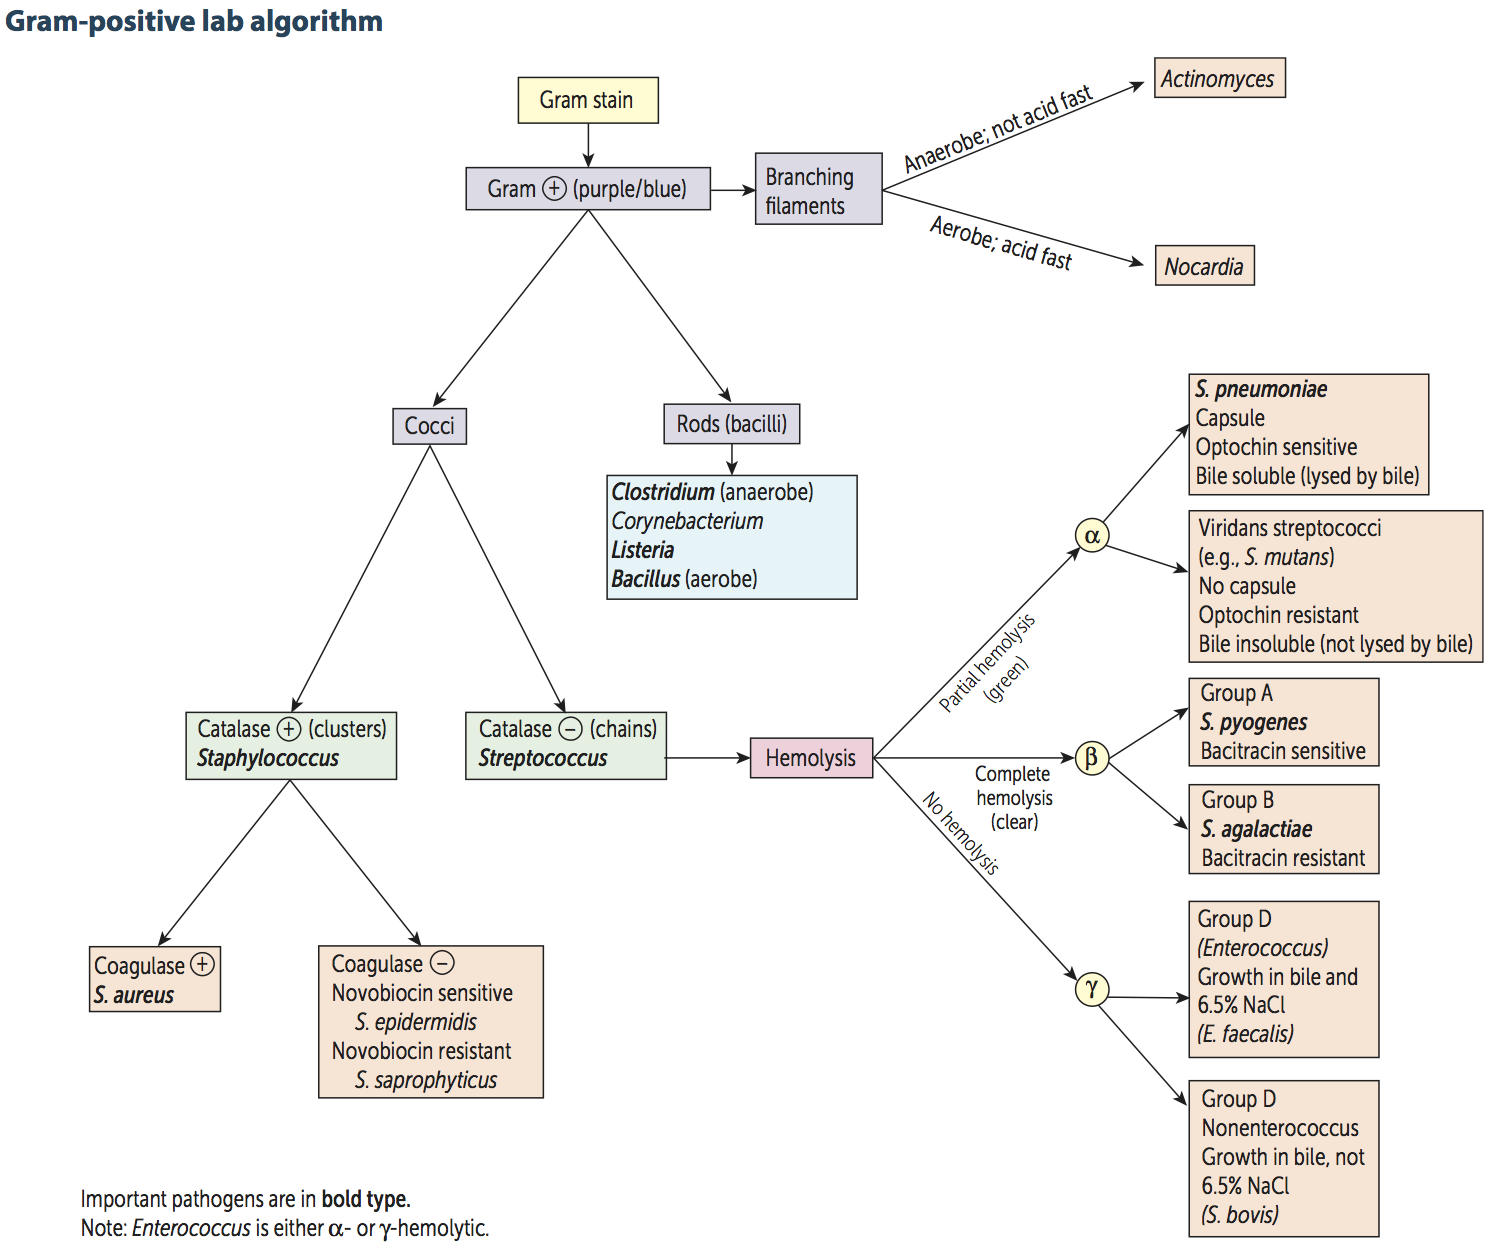 Gram-positive lab algorithm
Gram stain
Gram ⊕ (purple/blue)
Branching
filaments
Anaerobe; not acid fast
Actinomyces
Aerobe; acid fast
Nocardia
Cocci
Rods (bacilli)
Clostridium (anaerobe)
Corynebacterium
Listeria
Bacillus (aerobe)
Catalase ⊕ (clusters)
Staphylococcus
Catalase ⊖ (chains)
Streptococcus
Coagulase ⊕
S. aureus
Coagulase ⊖
Novobiocin sensitive
S. epidermidis
Novobiocin resistant
S. saprophyticus
Hemolysis
Partial hemolysis
(green)
α
S. pneumoniae
Capsule
Optochin sensitive
Bile soluble (lysed by bile)
Viridans streptococci
(e.g., S. mutans)
No capsule
Optochin resistant
Bile insoluble (not lysed by bile)
Complete
hemolysis
(clear)
β
Group A
S. pyogenes
Bacitracin sensitive
Group B
S. agalactiae
Bacitracin resistant
No hemolysis
γ
Group D
(Enterococcus)
Growth in bile and
6.5% NaCl
(E. faecalis)
Group D
Nonenterococcus
Growth in bile, not
6.5% NaCl
(S. bovis)
Important pathogens are in bold type.
Note: Enterococcus is either α- or γ-hemolytic.